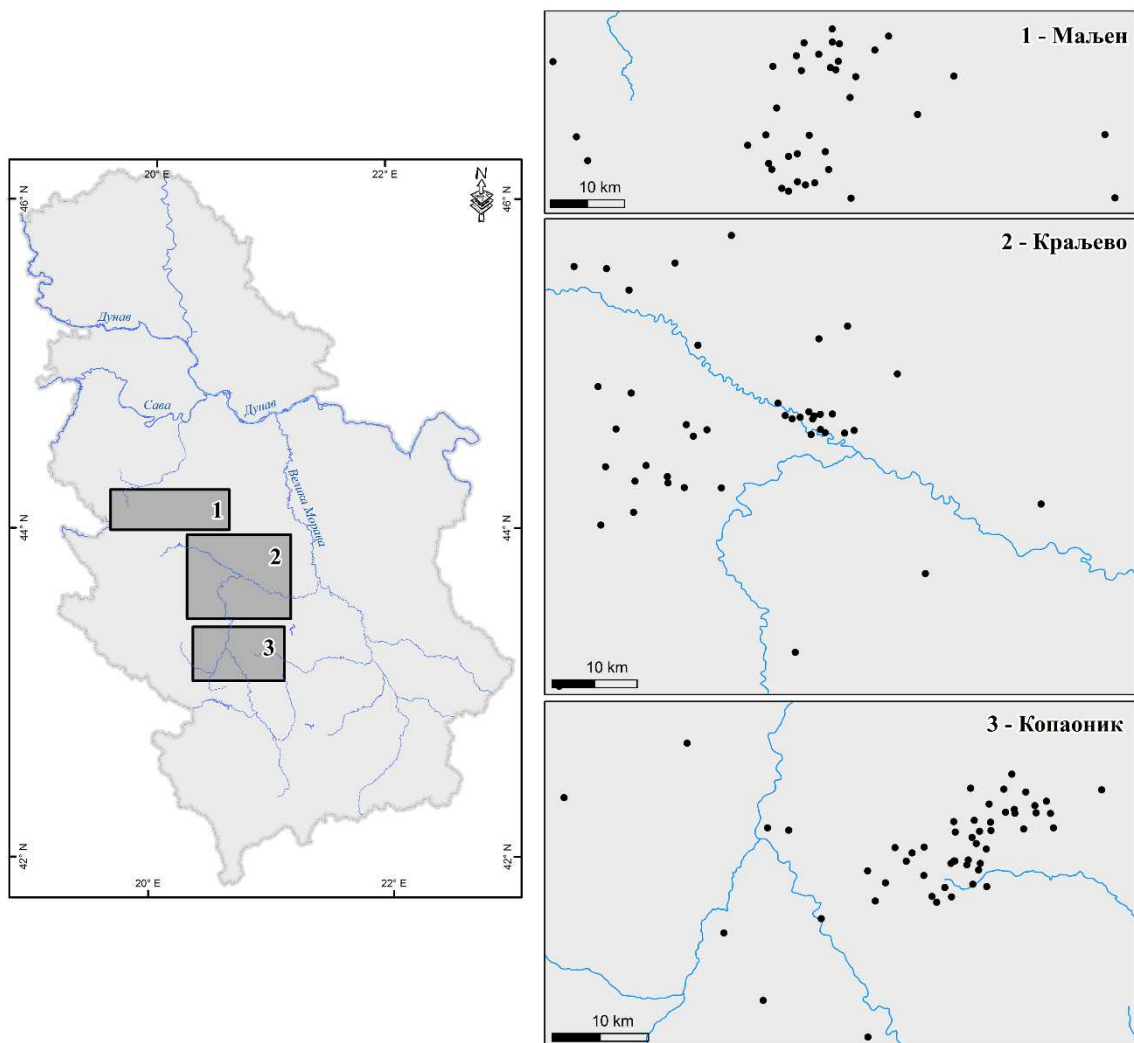 20° E
22° E
N
46° N
46° N
Дунав
Сава
Дунав
Велика Морава
1
44° N
44° N
2
3
42° N
42° N
20° E
22° E
1 - Маљен
10 km
2 - Краљево
10 km
3 - Копаоник
10 km